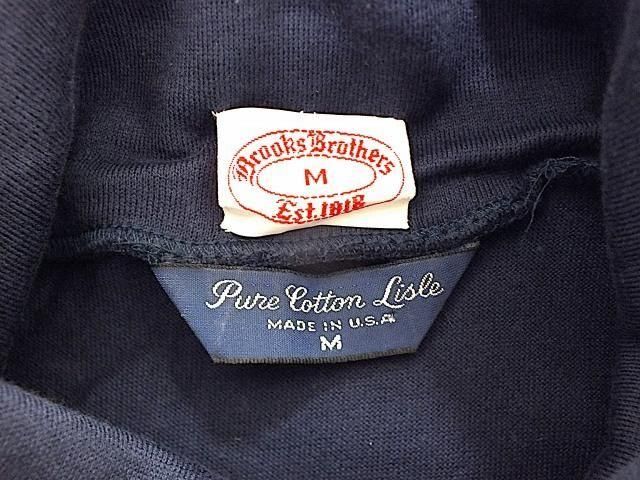 Brooks Brothers
M
Est. 1818
Pure Cotton Lisle
MADE IN U.S.A
M